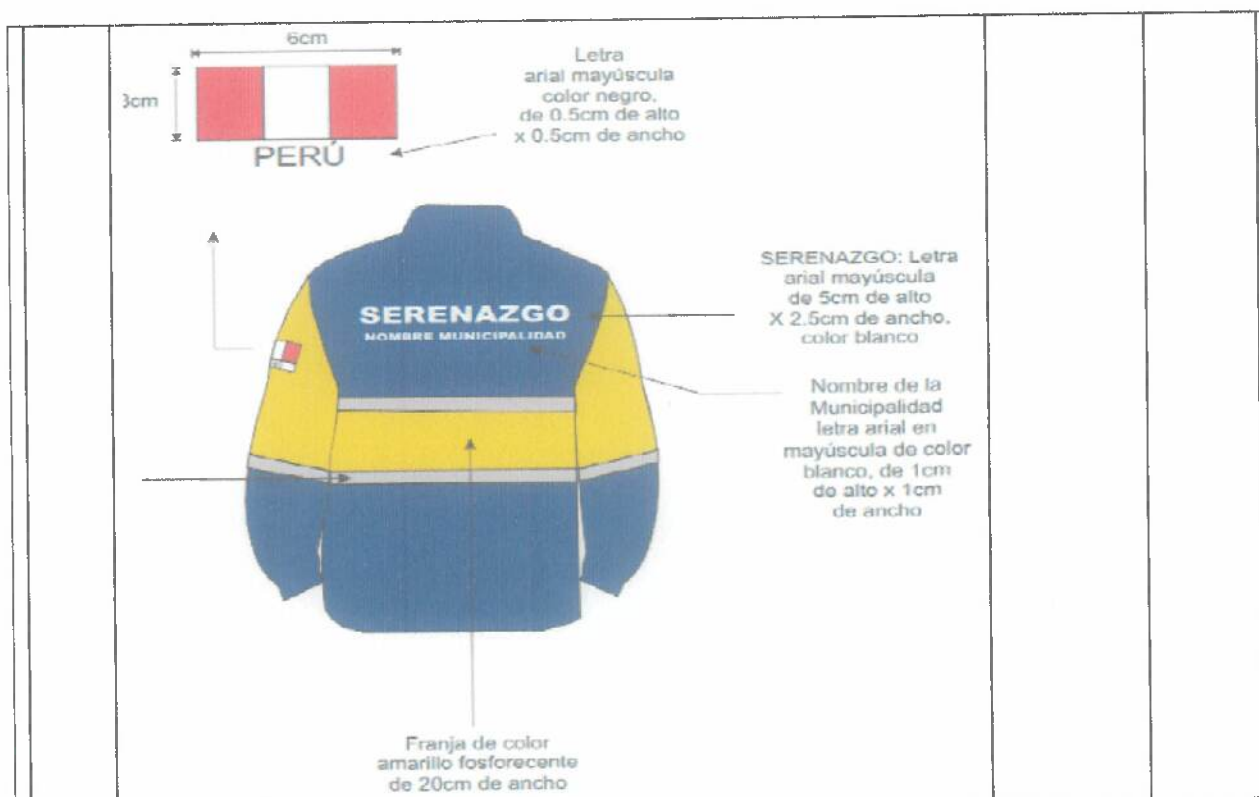 6cm
3cm
PERÚ
Letra
arial mayúscula
color negro,
de 0.5cm de alto
x 0.5cm de ancho
SERENAZGO
NOMBRE MUNICIPALIDAD
SERENAZGO: Letra
arial mayúscula
de 5cm de alto
X 2.5cm de ancho,
color blanco
Nombre de la
Municipalidad
letra arial en
mayúscula de color
blanco, de 1cm
de alto x 1cm
de ancho
Franja de color
amarillo fosforecente
de 20cm de ancho